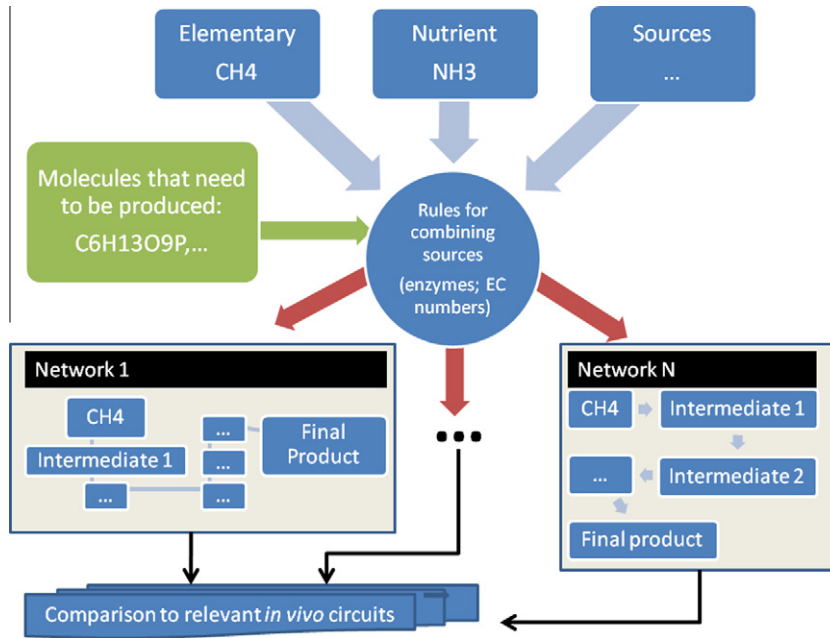 Elementary
CH4
Nutrient
NH3
Sources
...
Molecules that need
to be produced:
C6H13O9P,...
Rules for
combining
sources
(enzymes; EC
numbers)
Network 1
CH4
Intermediate 1
...
...
...
...
Final
Product
...
Network N
CH4
Intermediate 1
Intermediate 2
...
Final product
Comparison to relevant in vivo circuits